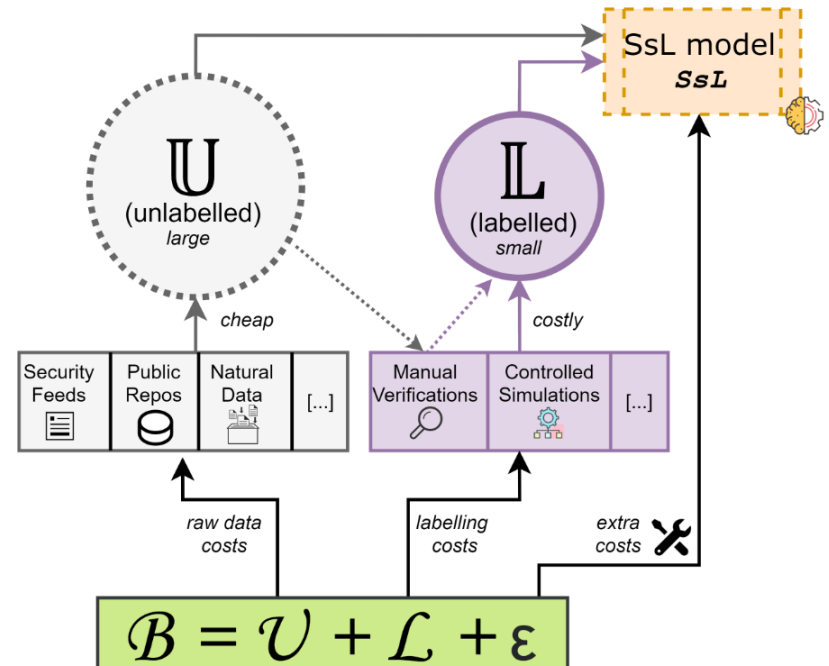 SsL model
SsL
𝕌
(unlabelled)
large
𝕃
(labelled)
small
cheap
costly
Security
Feeds
Public
Repos
Natural
Data
[...]
Manual
Verifications
Controlled
Simulations
[...]
raw data
costs
labelling
costs
extra
costs
ℬ = 𝒰 + ℒ + ε